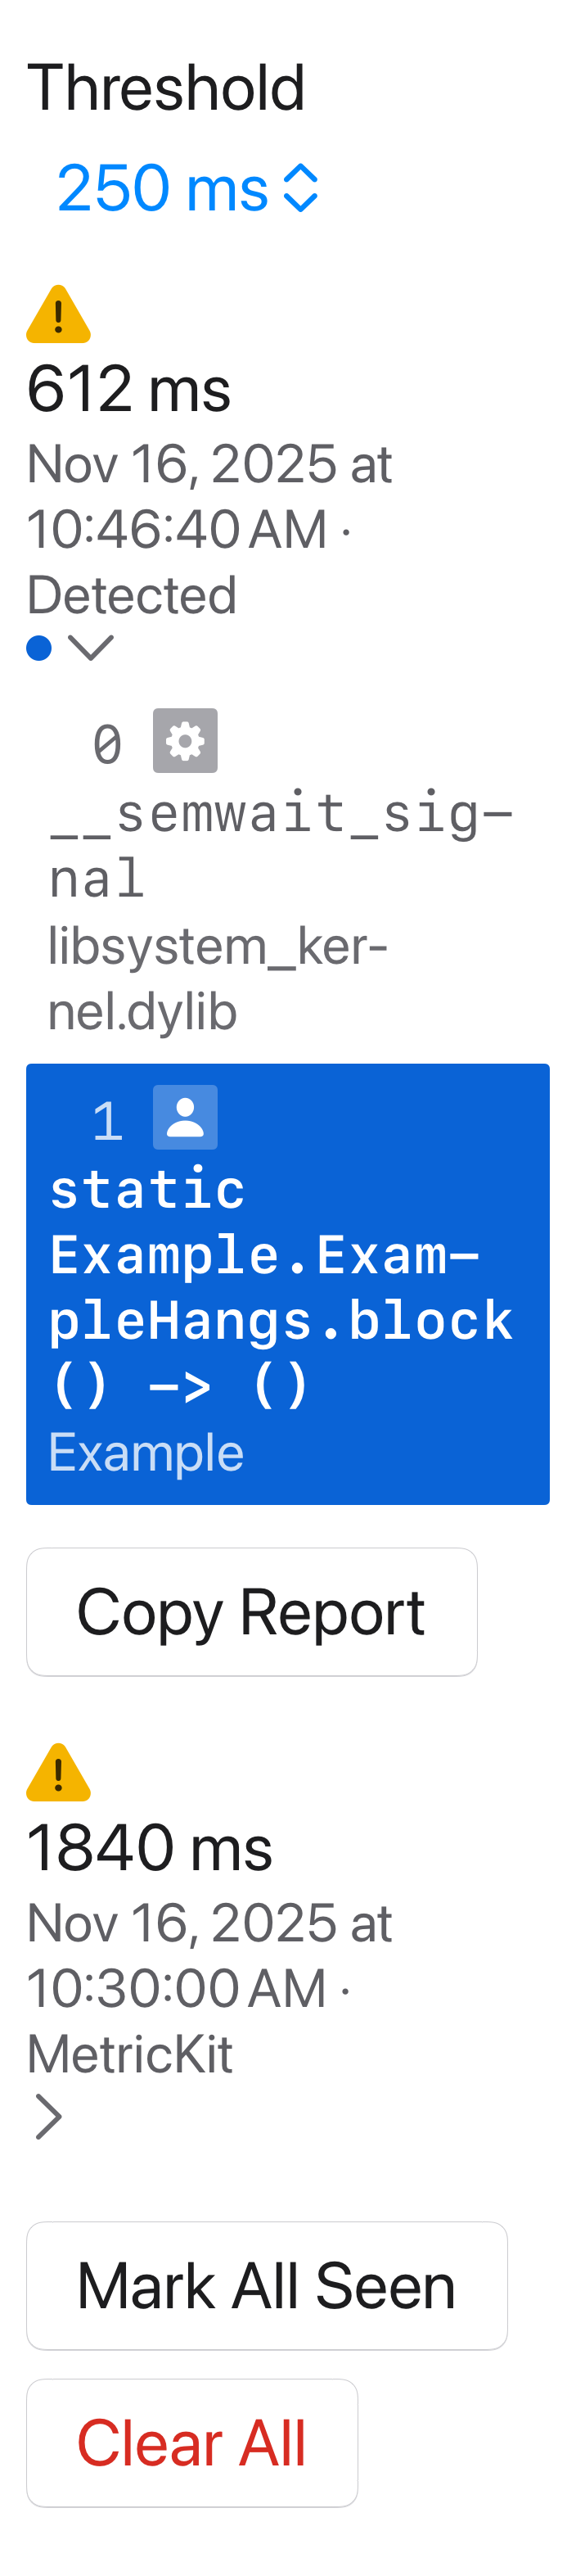 Threshold
250 ms
612 ms
Nov 16, 2025 at
10:46:40 AM ·
Detected
0
__semwait_sig-
nal
libsystem_ker-
nel.dylib
1
static
Example.Exam-
pleHangs.block
() -> ()
Example
Copy Report
1840 ms
Nov 16, 2025 at
10:30:00 AM ·
MetricKit
Mark All Seen
Clear All